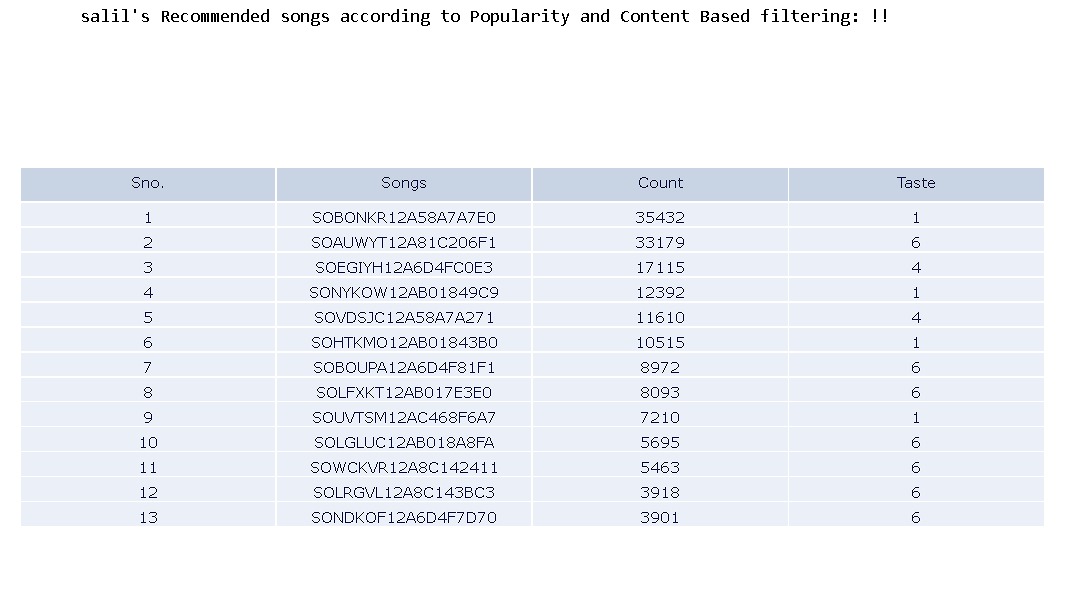 salil's Recommended songs according to Popularity and Content Based filtering: !!
Sno. Songs Count Taste
1 SOBONKR12A58A7A7E0 35432 1
2 SOAUWYT12A81C206F1 33179 6
3 SOEGIYH12A6D4FC0E3 17115 4
4 SONYKOW12AB01849C9 12392 1
5 SOVDSJC12A58A7A271 11610 4
6 SOHTKMO12AB01843B0 10515 1
7 SOBOUPA12A6D4F81F1 8972 6
8 SOLFXKT12AB017E3E0 8093 6
9 SOUVTSM12AC468F6A7 7210 1
10 SOLGLUC12AB018A8FA 5695 6
11 SOWCKVR12A8C142411 5463 6
12 SOLRGVL12A8C143BC3 3918 6
13 SONDKOF12A6D4F7D70 3901 6